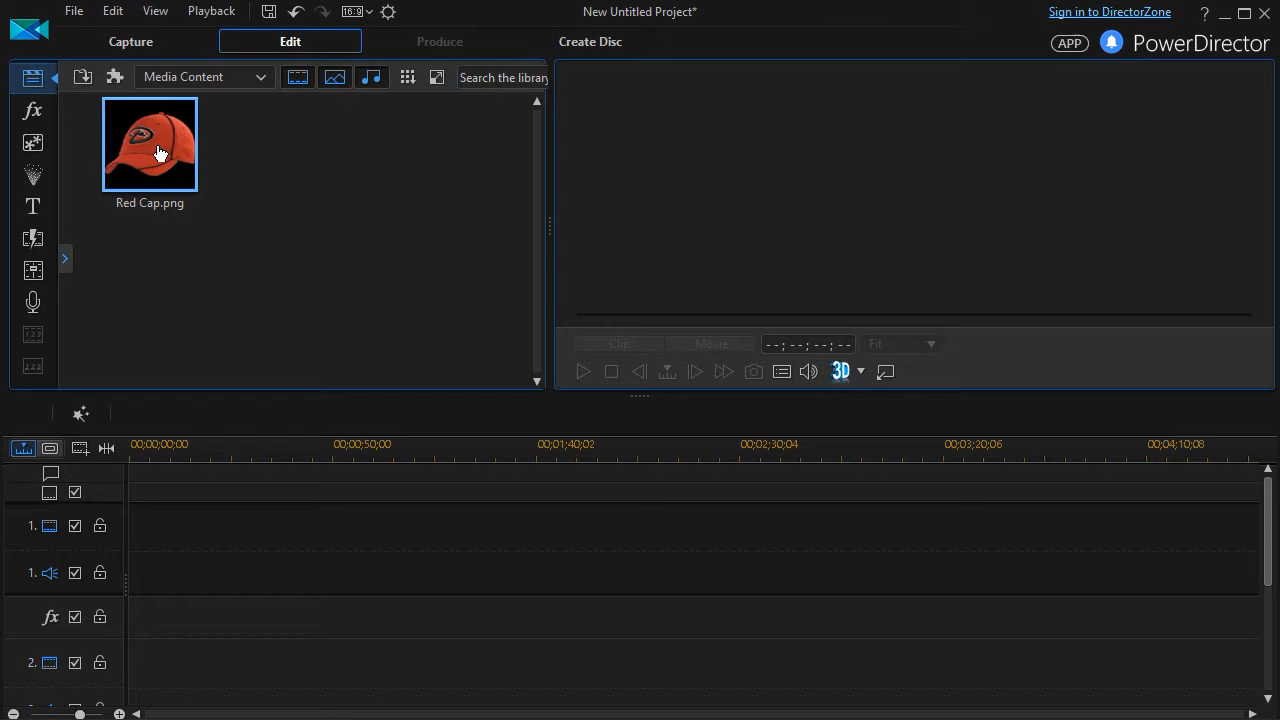 File Edit View Playback 16:9 New Untitled Project* Sign in to DirectorZone ?
Capture Edit Produce Create Disc APP PowerDirector
Media Content Search the library
fx
Red Cap.png
T
Clip Movie --;--;--;-- Fit
3D
00;00;00;00 00;00;50;00 00;01;40;02 00;02;30;04 00;03;20;06 00;04;10;08
1.
1.
fx
2.